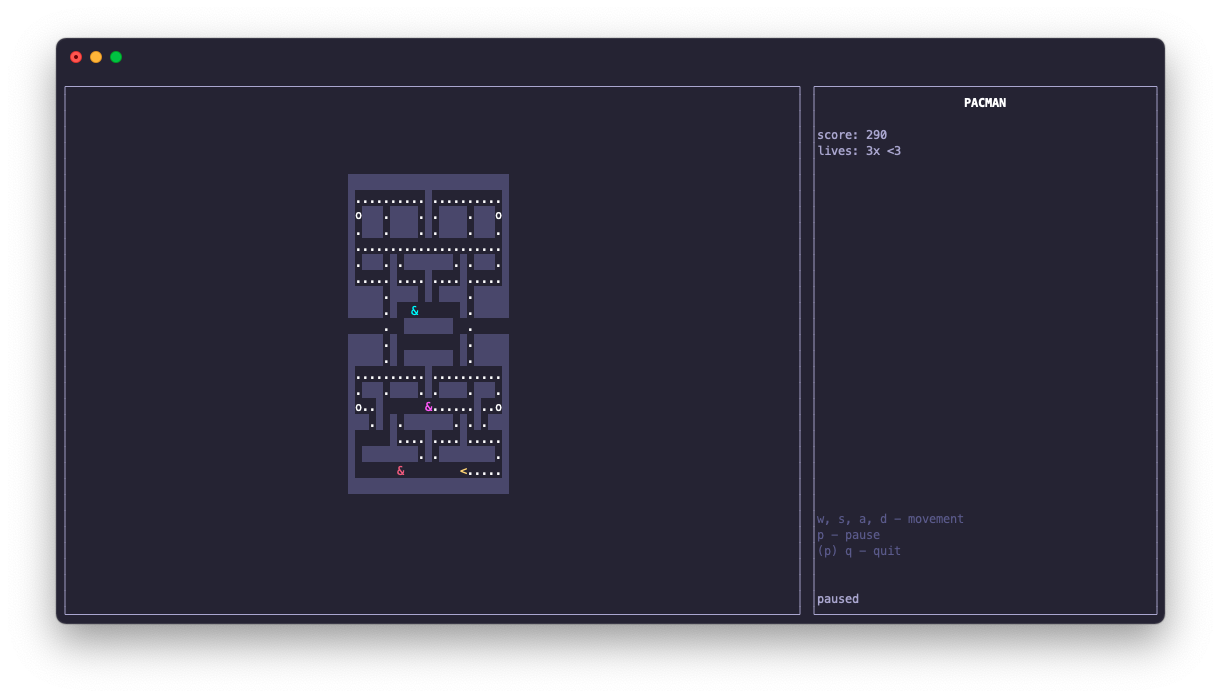 PACMAN
score: 290
lives: 3x <3
w, s, a, d – movement
p – pause
(p) q – quit
paused